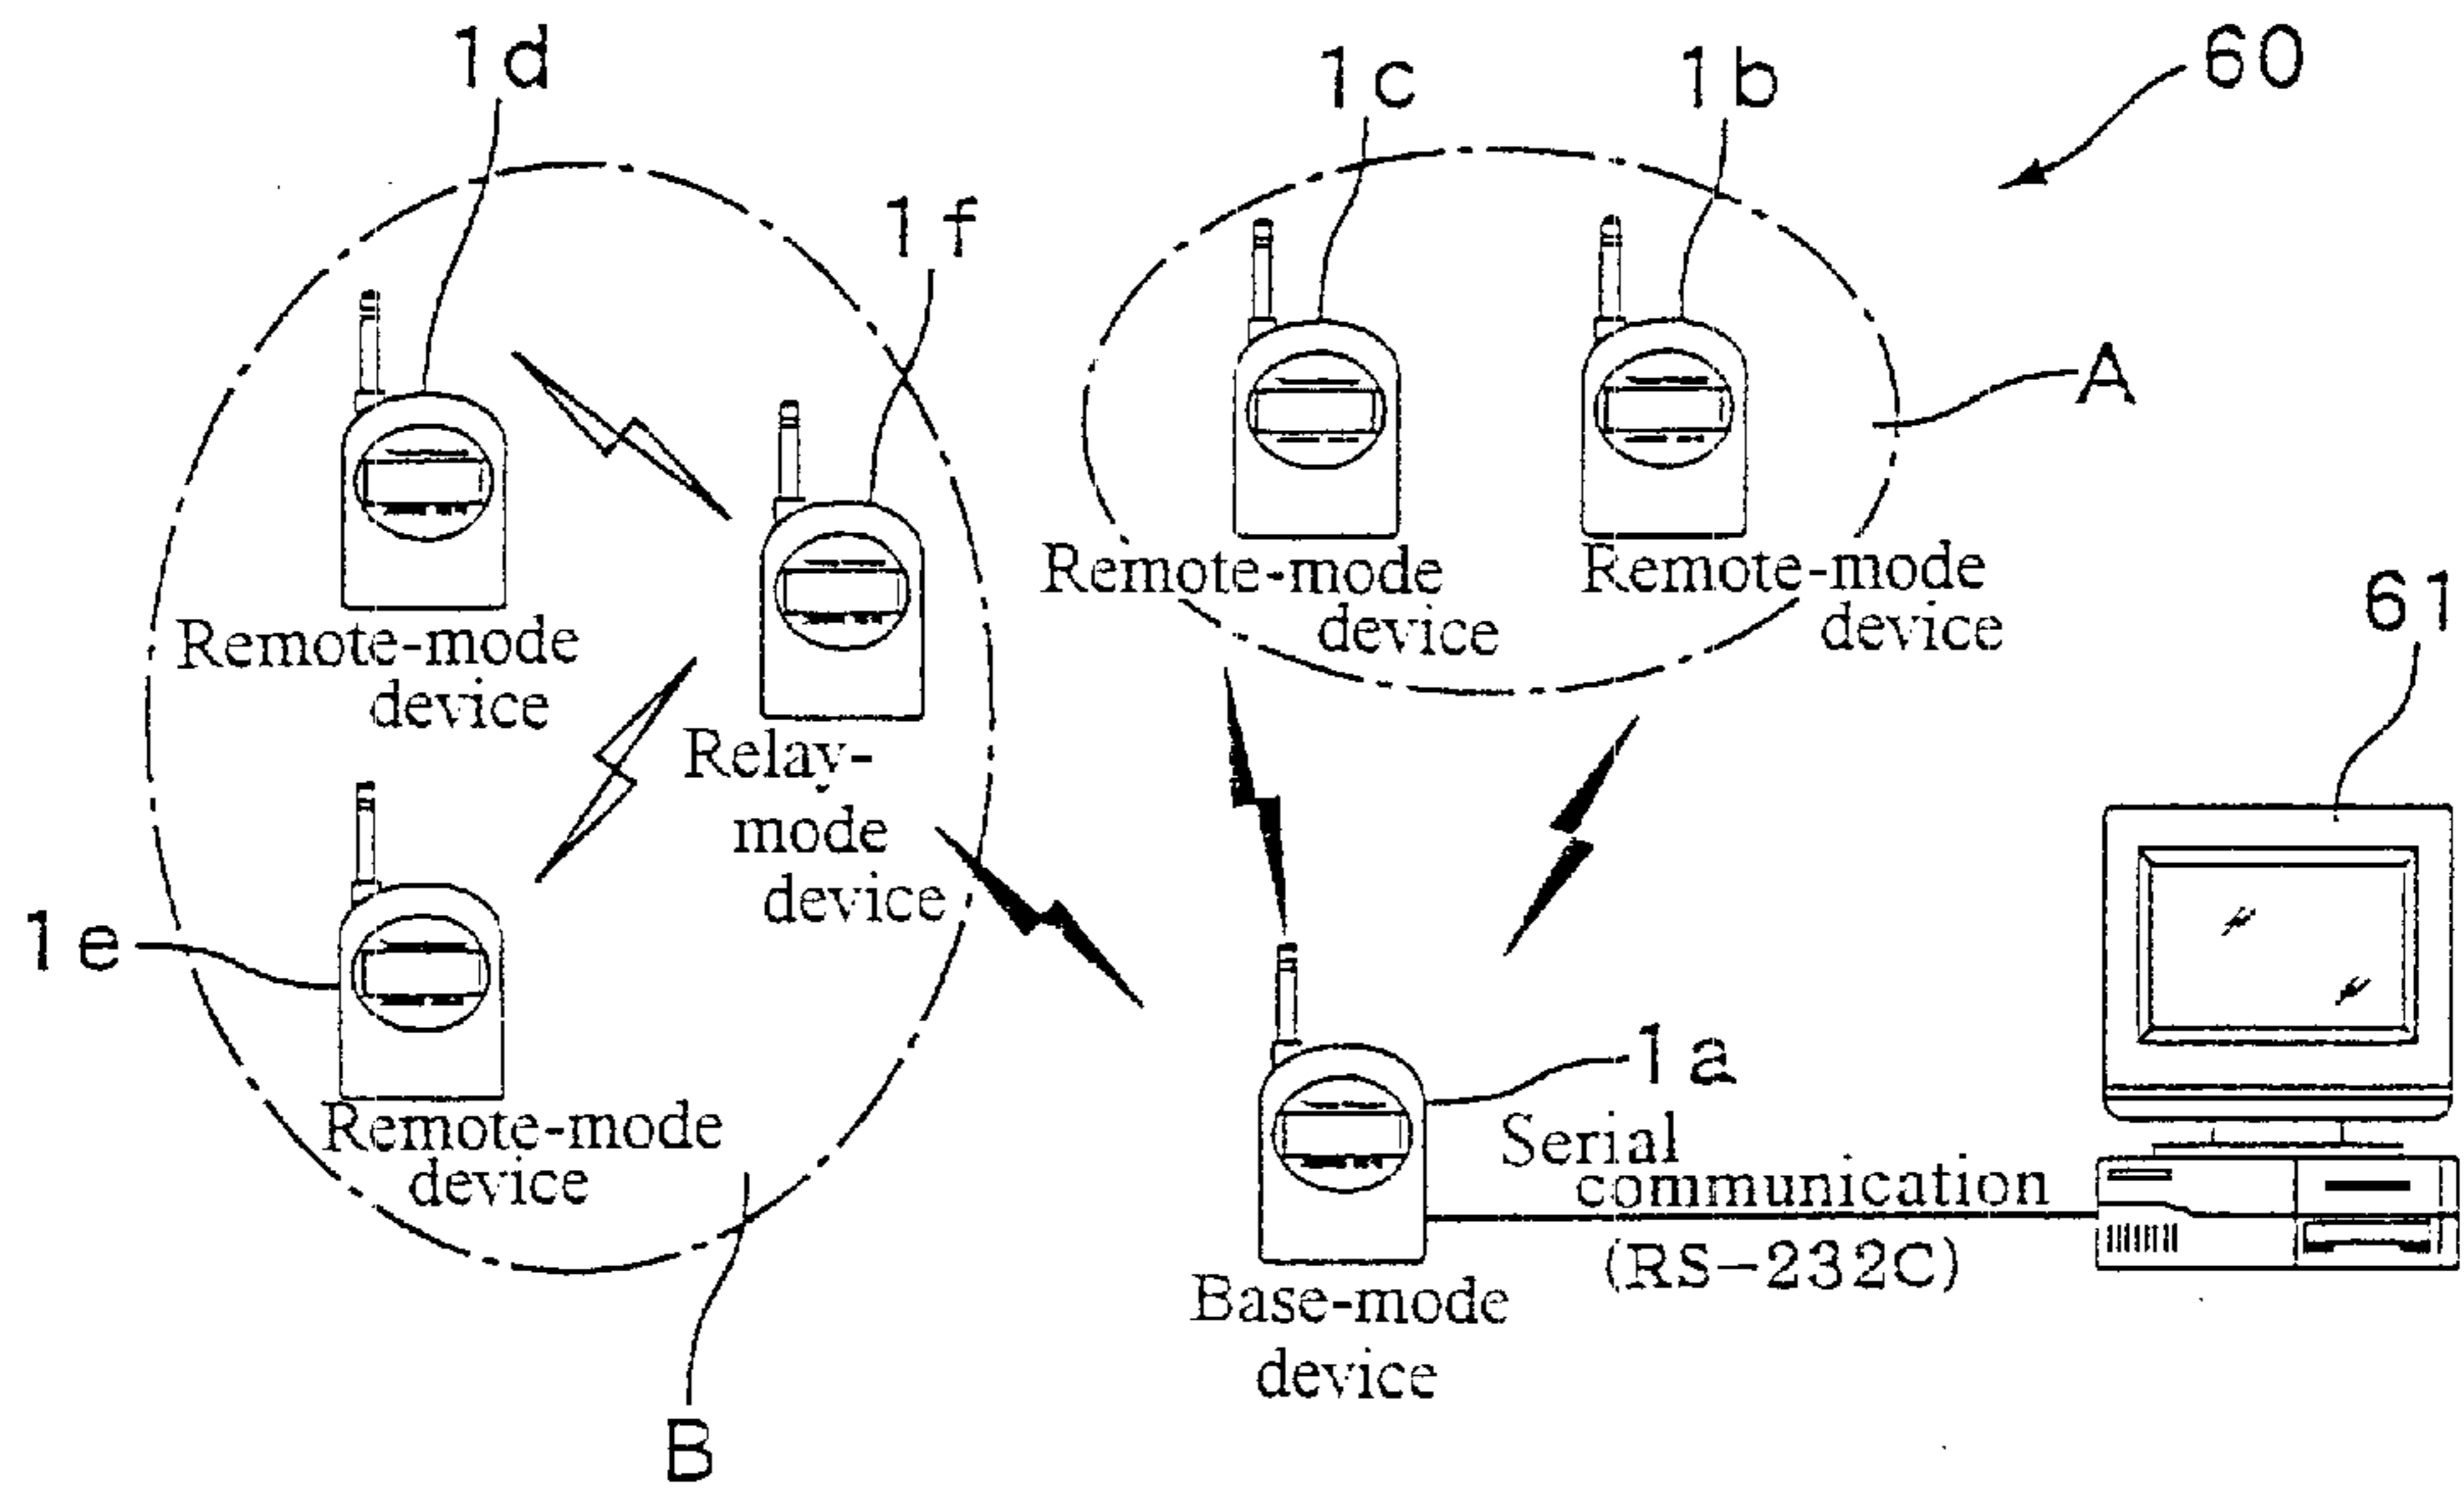 1d
1c
1b
60
1f
A
Remote-mode
device
Remote-mode
device
61
Remote-mode
device
Relay-
mode
device
1e
1a
Remote-mode
device
Serial
communication
(RS-232C)
Base-mode
device
B